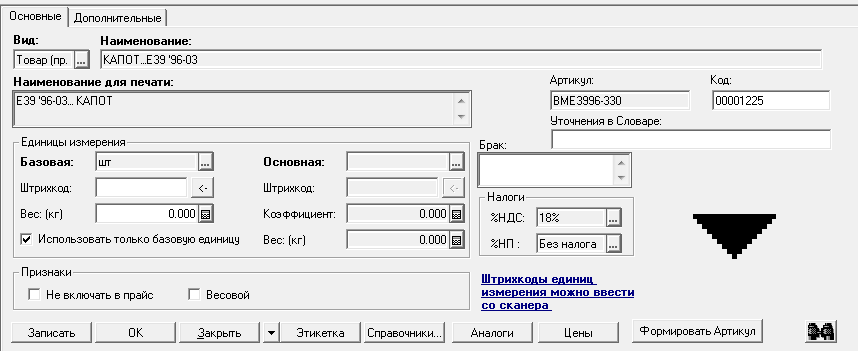 Основные Дополнительные
Вид: Наименование:
Товар (пр. ... КАПОТ...E39 '96-03
Наименование для печати: Артикул: Код:
E39 '96-03... КАПОТ BME3996-330 00001225
Уточнения в Словаре:
Единицы измерения Брак:
Базовая: шт ... Основная: ...
Штрихкод: <- Штрихкод: <-
Налоги
Вес: (кг) 0.000 Коэффициент: 0.000 %НДС: 18% ...
Использовать только базовую единицу Вес: (кг) 0.000 %НП : Без налога ...
Признаки
Не включать в прайс Весовой
Штрихкоды единиц
измерения можно ввести
со сканера
Записать OK Закрыть Этикетка Справочники... Аналоги Цены Формировать Артикул